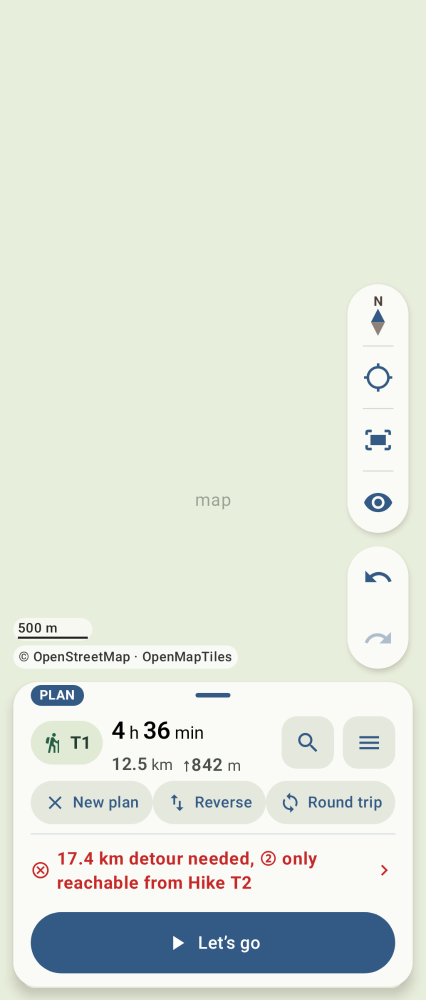 N
map
500 m
© OpenStreetMap · OpenMapTiles
PLAN
T1
4 h 36 min
12.5 km ↑842 m
New plan
Reverse
Round trip
17.4 km detour needed, ② only
reachable from Hike T2
Let’s go